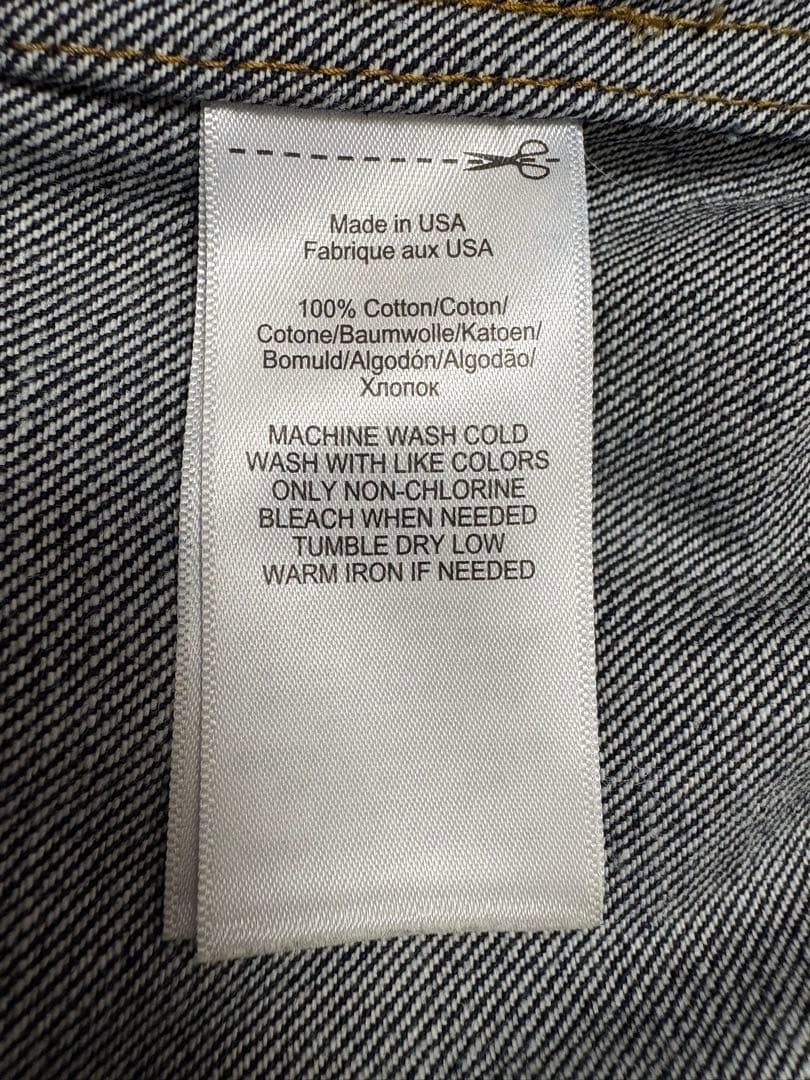 Made in USA
Fabrique aux USA
100% Cotton/Coton/
Cotone/Baumwolle/Katoen/
Bomuld/Algodón/Algodão/
Хлопок
MACHINE WASH COLD
WASH WITH LIKE COLORS
ONLY NON-CHLORINE
BLEACH WHEN NEEDED
TUMBLE DRY LOW
WARM IRON IF NEEDED